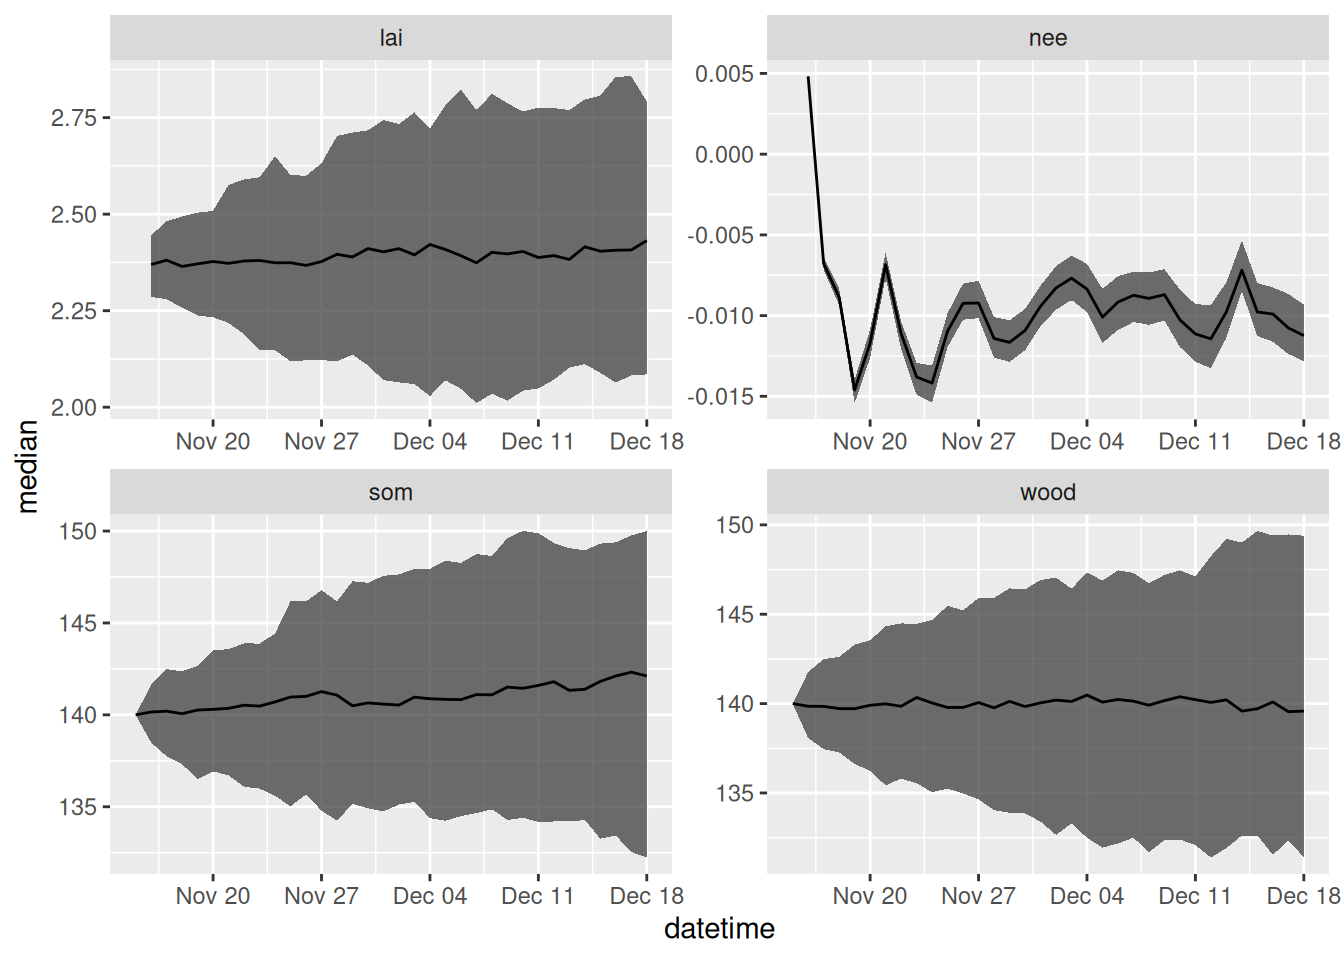 lai
nee
2.75
2.50
2.25
2.00
0.005
0.000
-0.005
-0.010
-0.015
Nov 20 Nov 27 Dec 04 Dec 11 Dec 18
Nov 20 Nov 27 Dec 04 Dec 11 Dec 18
median
som
wood
150
145
140
135
150
145
140
135
Nov 20 Nov 27 Dec 04 Dec 11 Dec 18
Nov 20 Nov 27 Dec 04 Dec 11 Dec 18
datetime